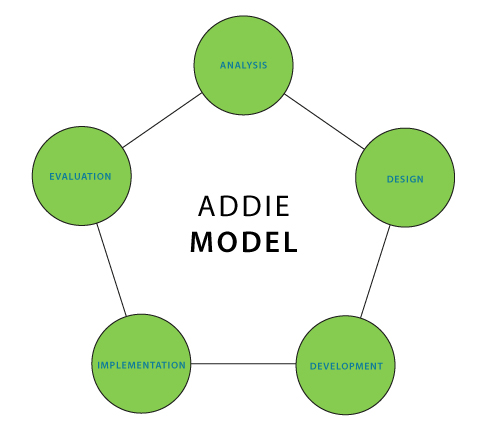 ANALYSIS
EVALUATION
DESIGN
ADDIE
MODEL
IMPLEMENTATION
DEVELOPMENT